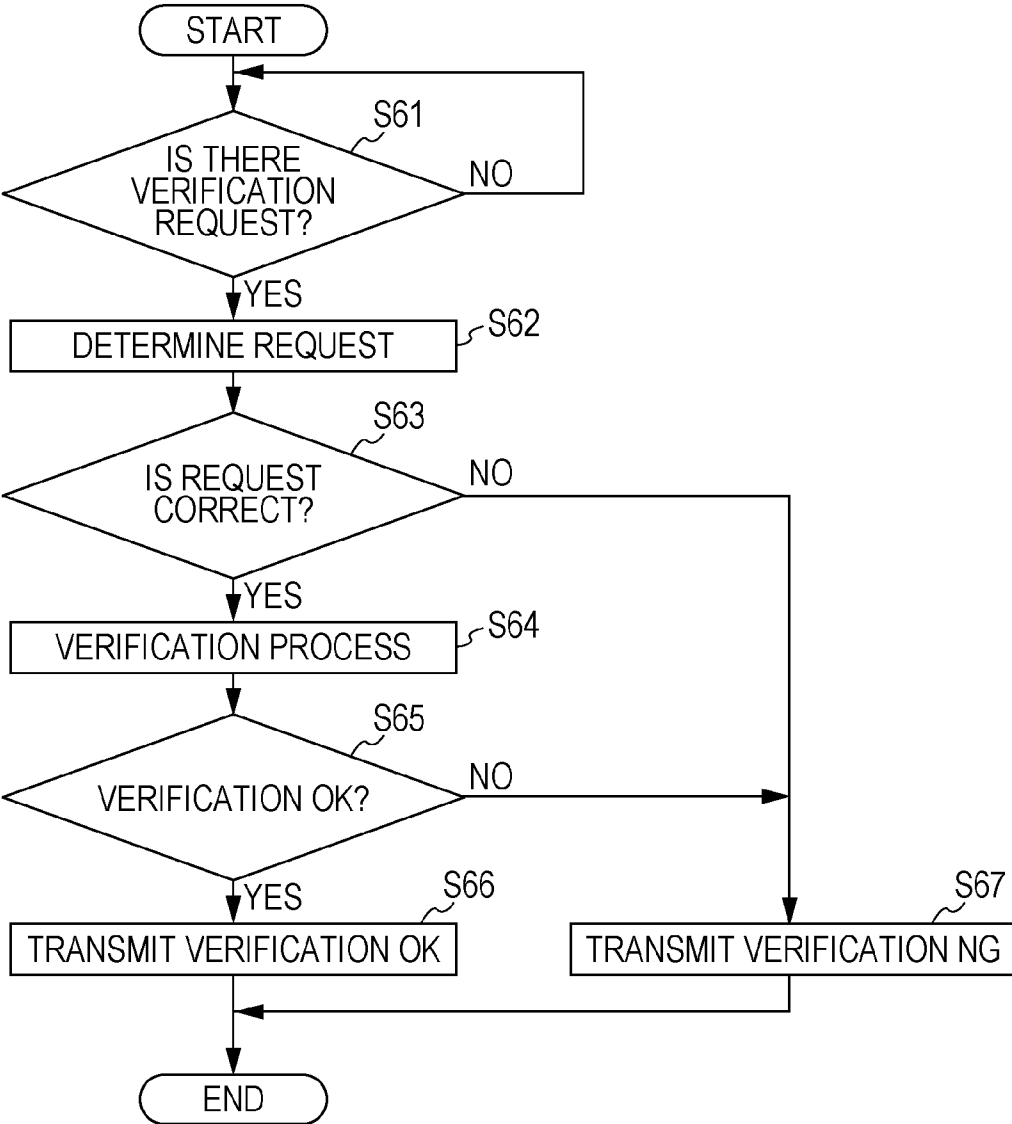 START
S61
IS THERE
VERIFICATION
REQUEST?
NO
YES
S62
DETERMINE REQUEST
S63
IS REQUEST
CORRECT?
NO
YES
S64
VERIFICATION PROCESS
S65
VERIFICATION OK?
NO
YES
S66
TRANSMIT VERIFICATION OK
S67
TRANSMIT VERIFICATION NG
END